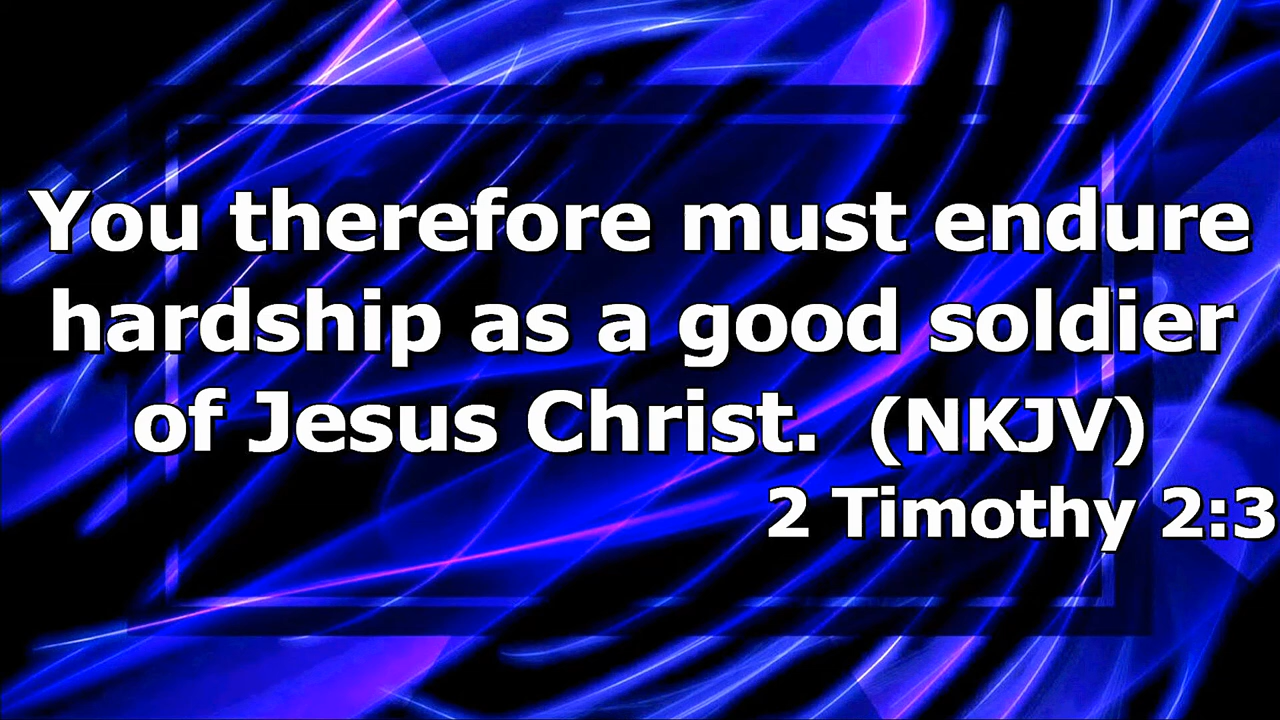 You therefore must endure
hardship as a good soldier
of Jesus Christ. (NKJV)
2 Timothy 2:3